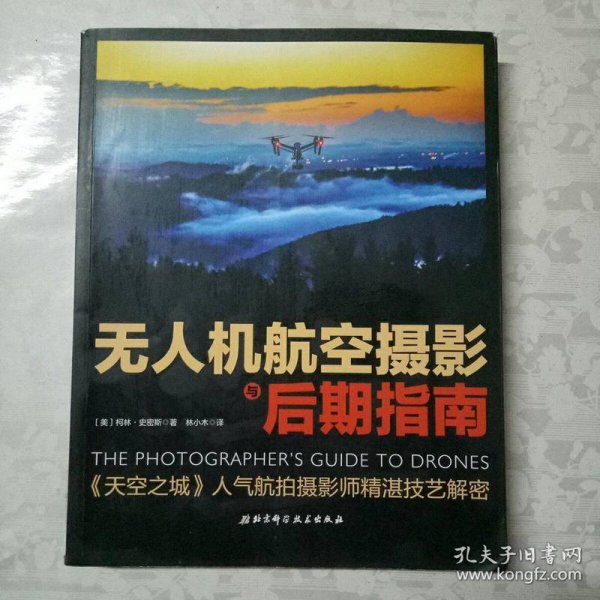 无人机航空摄影
与后期指南
[美]柯林·史密斯◎著 林小木◎译
THE PHOTOGRAPHER'S GUIDE TO DRONES
《天空之城》人气航拍摄影师精湛技艺解密
北京科学技术出版社
孔夫子旧书网
www.kongfz.com